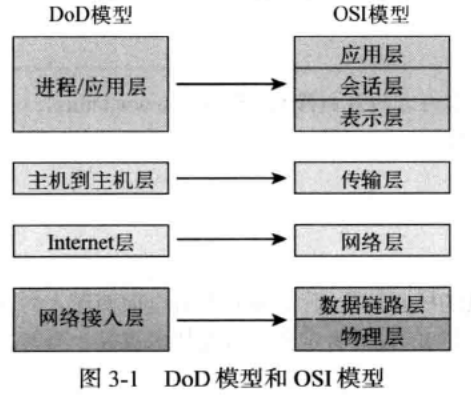 DoD模型
OSI模型
进程/应用层
应用层
会话层
表示层
主机到主机层
传输层
Internet层
网络层
网络接入层
数据链路层
物理层
图 3-1 DoD 模型和 OSI 模型